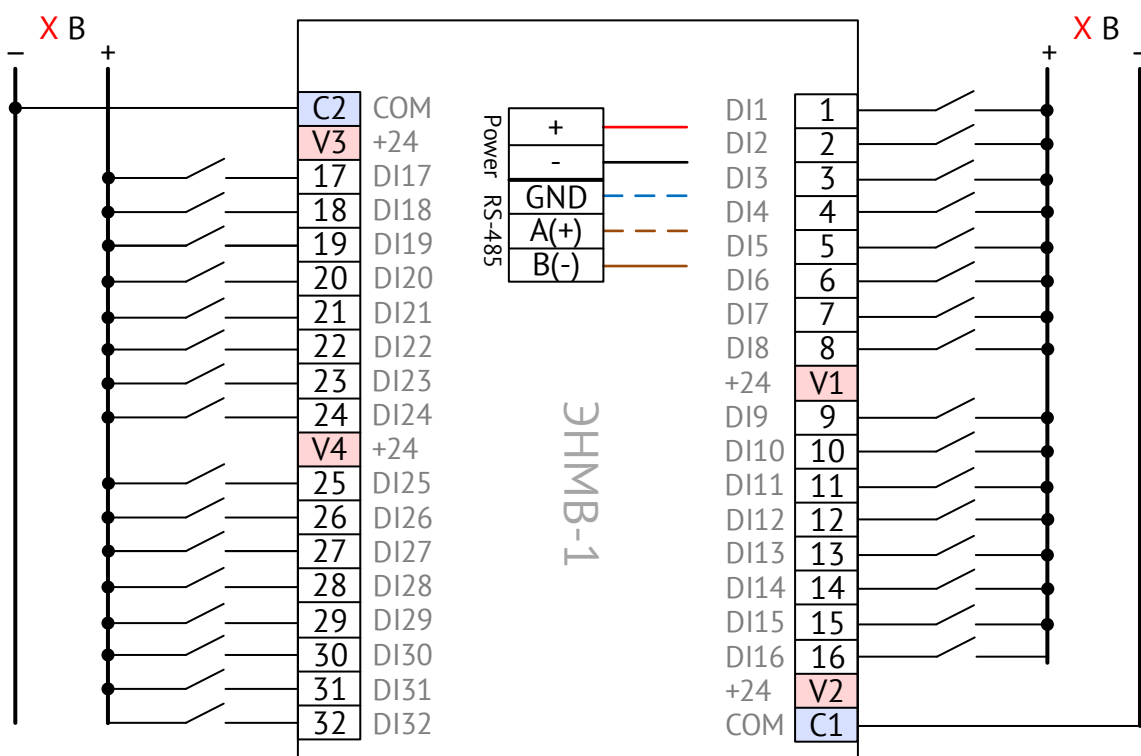 X В
X В
–
+
+
–
C2 COM
V3 +24
17 DI17
18 DI18
19 DI19
20 DI20
21 DI21
22 DI22
23 DI23
24 DI24
V4 +24
25 DI25
26 DI26
27 DI27
28 DI28
29 DI29
30 DI30
31 DI31
32 DI32
Power
+
-
RS-485
GND
A(+)
B(-)
ЭНМВ-1
DI1 1
DI2 2
DI3 3
DI4 4
DI5 5
DI6 6
DI7 7
DI8 8
+24 V1
DI9 9
DI10 10
DI11 11
DI12 12
DI13 13
DI14 14
DI15 15
DI16 16
+24 V2
COM C1